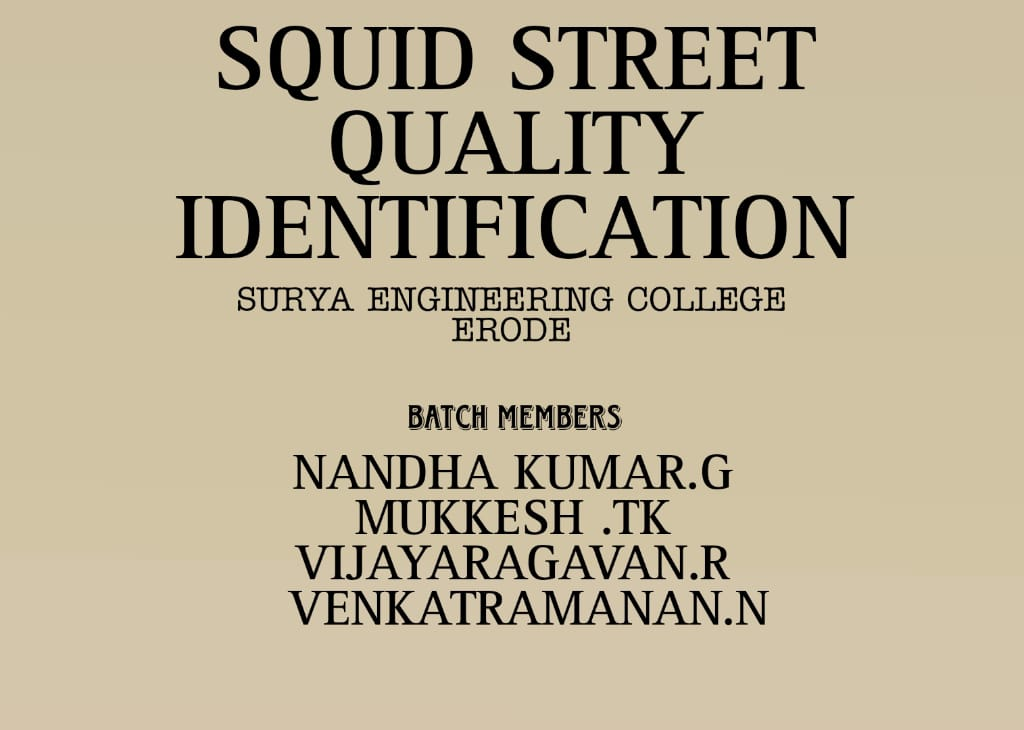 SQUID STREET
QUALITY
IDENTIFICATION
SURYA ENGINEERING COLLEGE
ERODE
BATCH MEMBERS
NANDHA KUMAR.G
MUKKESH .TK
VIJAYARAGAVAN.R
VENKATRAMANAN.N